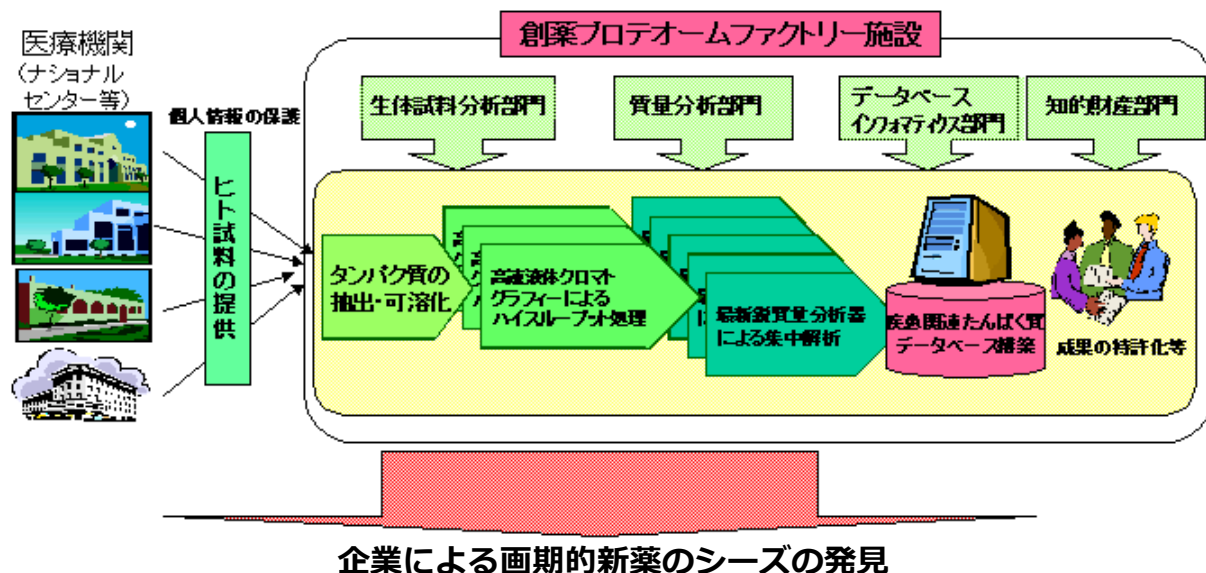 創薬プロテオームファクトリー施設
医療機関
(ナショナル
センター等)
個人情報の保護
ヒト試料の提供
生体試料分析部門
質量分析部門
データベース
インフォマティクス部門
知的財産部門
タンパク質の
抽出・可溶化
高速液体クロマト
グラフィーによる
ハイスループット処理
最新鋭質量分析器
による集中解析
疾患関連たんぱく質
データベース構築
成果の特許化等
企業による画期的新薬のシーズの発見